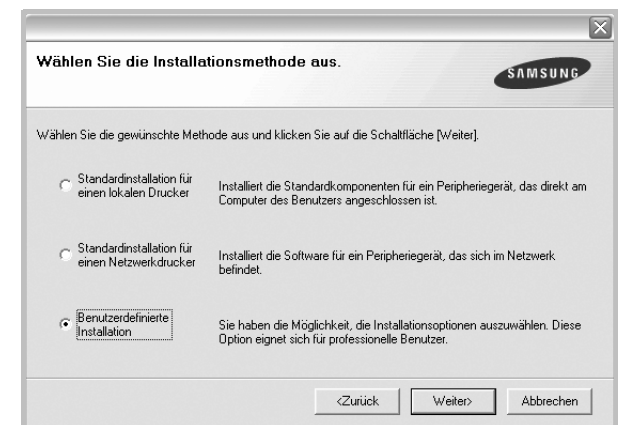 Wählen Sie die Installationsmethode aus.
SAMSUNG
Wählen Sie die gewünschte Methode aus und klicken Sie auf die Schaltfläche [Weiter].
Standardinstallation für
einen lokalen Drucker
Installiert die Standardkomponenten für ein Peripheriegerät, das direkt am
Computer des Benutzers angeschlossen ist.
Standardinstallation für
einen Netzwerkdrucker
Installiert die Software für ein Peripheriegerät, das sich im Netzwerk
befindet.
Benutzerdefinierte
Installation
Sie haben die Möglichkeit, die Installationsoptionen auszuwählen. Diese
Option eignet sich für professionelle Benutzer.
<Zurück
Weiter>
Abbrechen